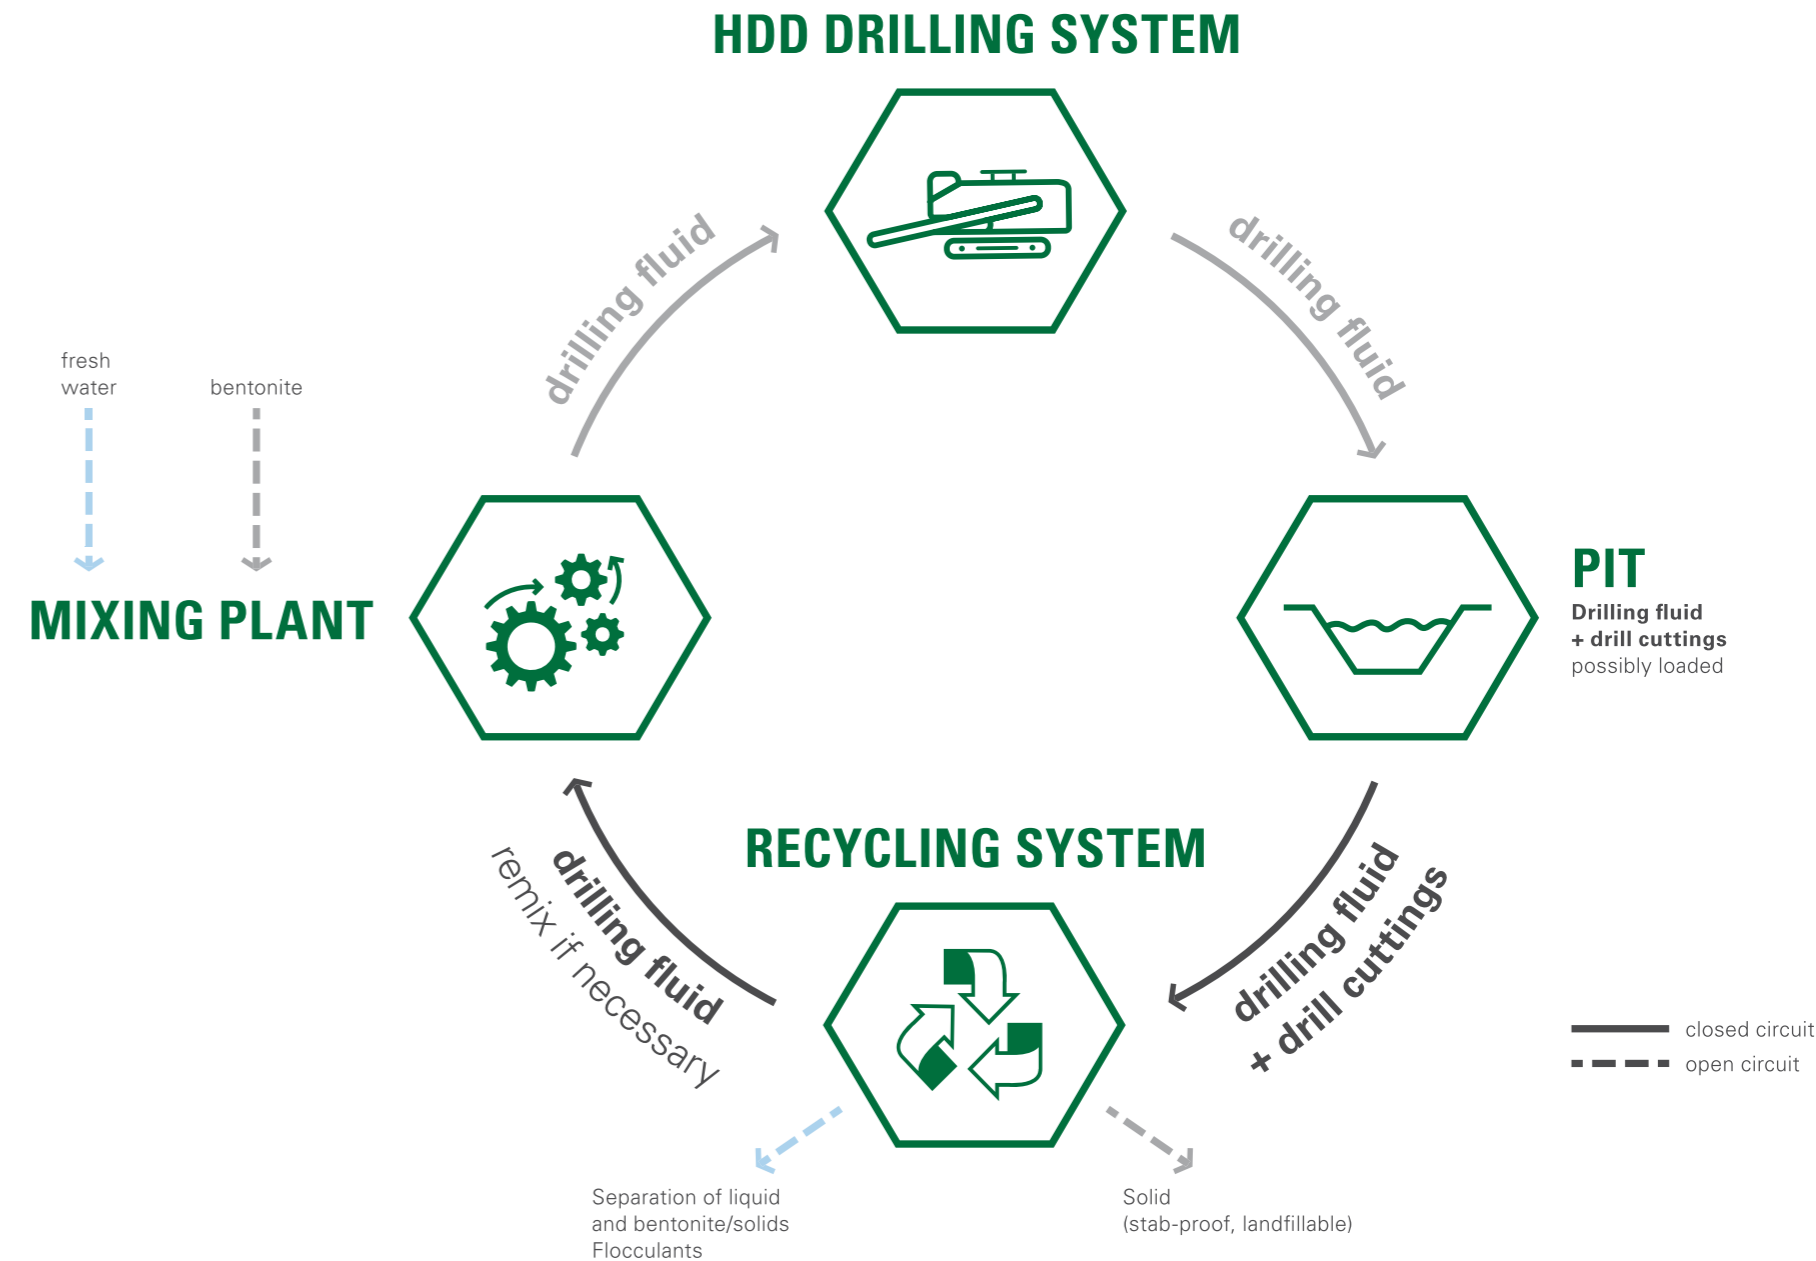 HDD DRILLING SYSTEM
drilling fluid
drilling fluid
fresh
water
bentonite
MIXING PLANT
PIT
Drilling fluid
+ drill cuttings
possibly loaded
RECYCLING SYSTEM
drilling fluid
remix if necessary
drilling fluid
+ drill cuttings
closed circuit
open circuit
Separation of liquid
and bentonite/solids
Flocculants
Solid
(stab-proof, landfillable)